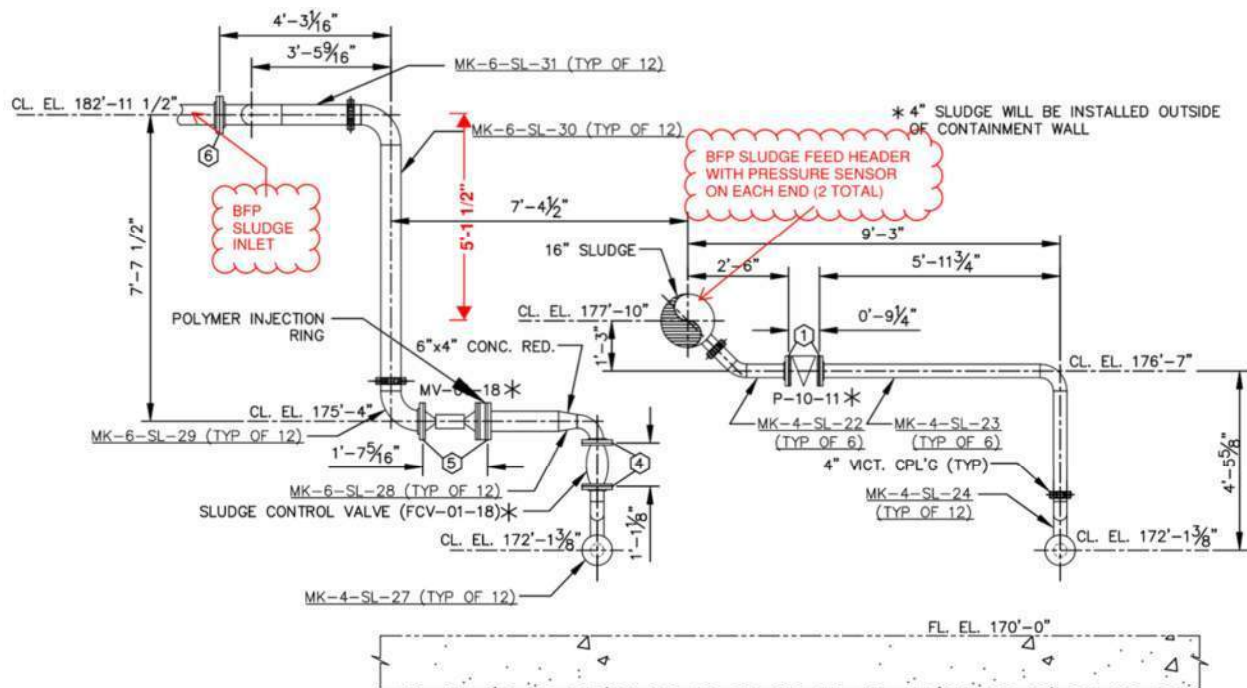 4'-3 1/16"
3'-5 9/16"
MK-6-SL-31 (TYP OF 12)
CL. EL. 182'-11 1/2"
* 4" SLUDGE WILL BE INSTALLED OUTSIDE
OF CONTAINMENT WALL
MK-6-SL-30 (TYP OF 12)
6
BFP
SLUDGE
INLET
BFP SLUDGE FEED HEADER
WITH PRESSURE SENSOR
ON EACH END (2 TOTAL)
5'-1 1/2"
7'-4 1/2"
9'-3"
7'-7 1/2"
16" SLUDGE
2'-6"
5'-11 3/4"
POLYMER INJECTION
RING
CL. EL. 177'-10"
0'-9 1/4"
1
6"x4" CONC. RED.
1'-3"
CL. EL. 176'-7"
CL. EL. 175'-4"
P-10-11 *
MK-6-SL-29 (TYP OF 12)
MK-4-SL-22
(TYP OF 6)
MK-4-SL-23
(TYP OF 6)
1'-7 5/16"
5
4
4" VICT. CPL'G (TYP)
4'-5 5/8"
MK-6-SL-28 (TYP OF 12)
MK-4-SL-24
(TYP OF 12)
SLUDGE CONTROL VALVE (FCV-01-18)*
1'-1 1/8"
CL. EL. 172'-1 3/8"
CL. EL. 172'-1 3/8"
MK-4-SL-27 (TYP OF 12)
FL. EL. 170'-0"